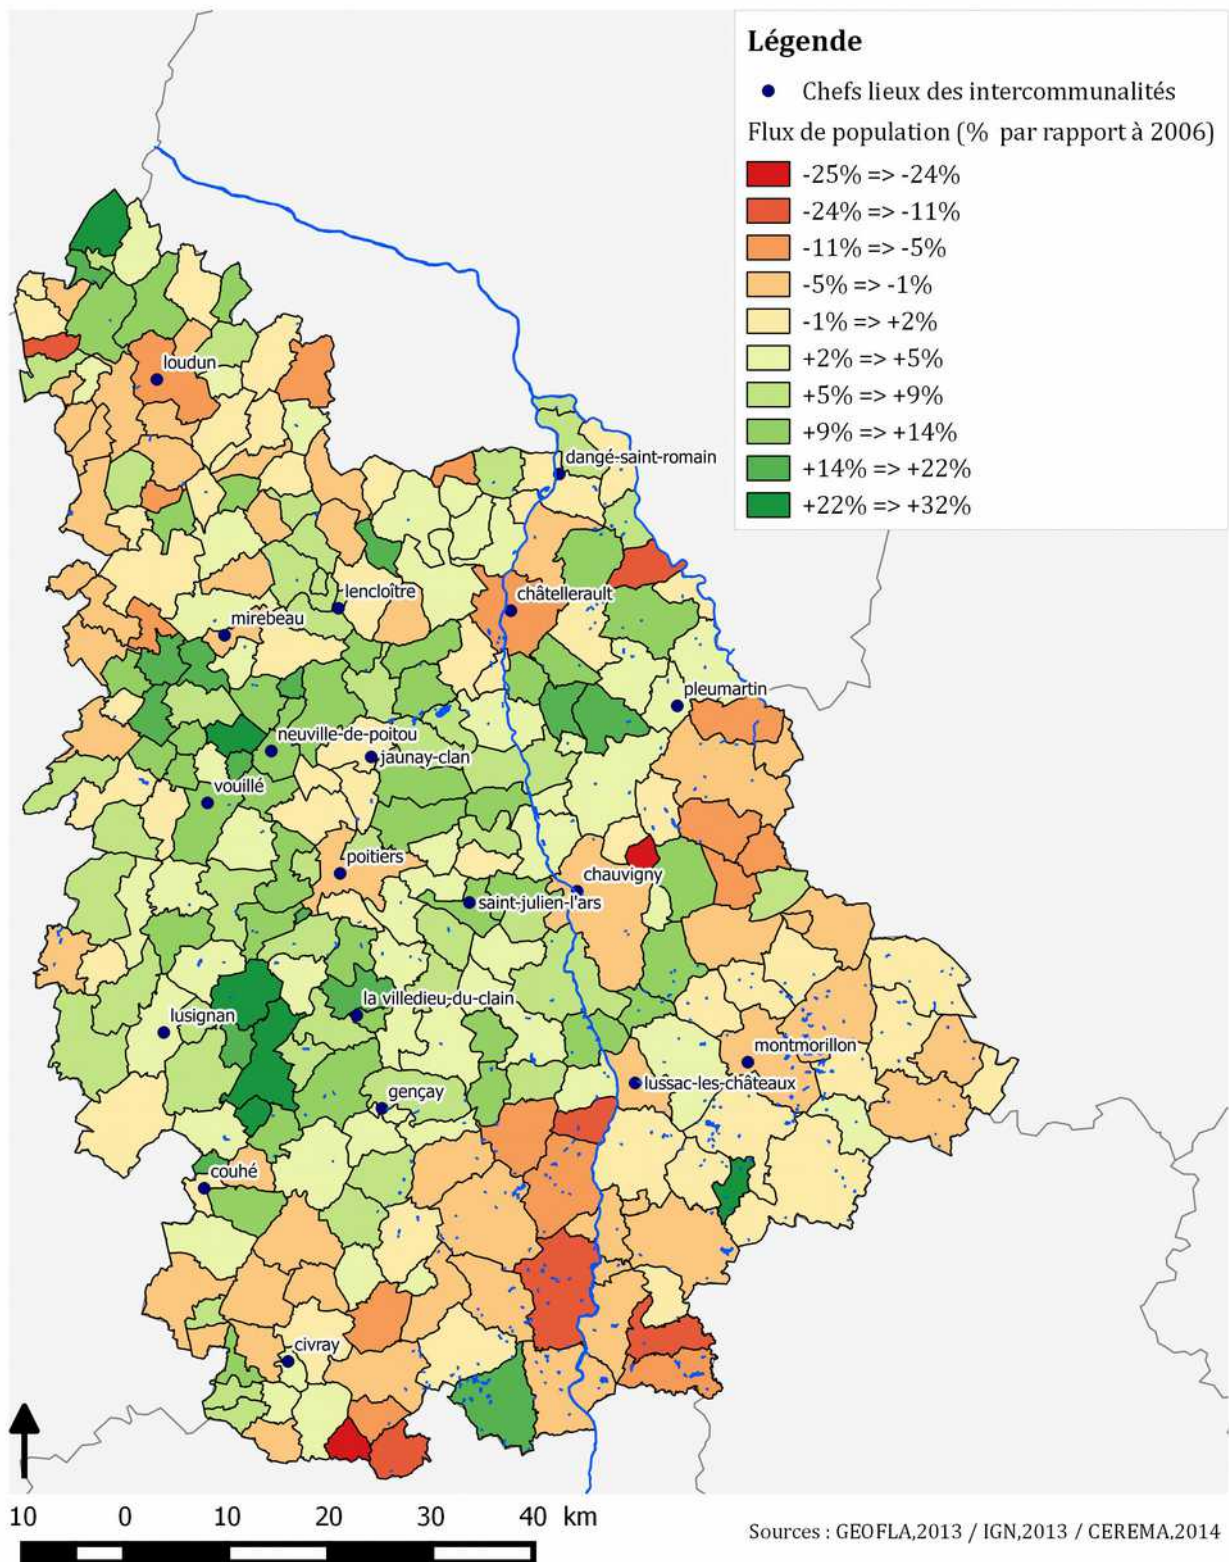 Légende
Chefs lieux des intercommunalités
Flux de population (% par rapport à 2006)
-25% => -24%
-24% => -11%
-11% => -5%
-5% => -1%
-1% => +2%
+2% => +5%
+5% => +9%
+9% => +14%
+14% => +22%
+22% => +32%
loudun
dangé-saint-romain
lencloître
châtellerault
mirebeau
pleumartin
neuville-de-poitou
jaunay-clan
vouillé
poitiers
chauvigny
saint-julien-l'ars
la villedieu-du-clain
lusignan
montmorillon
lussac-les-châteaux
gençay
couhé
civray
10 0 10 20 30 40 km
Sources : GEOFLA,2013 / IGN,2013 / CEREMA,2014